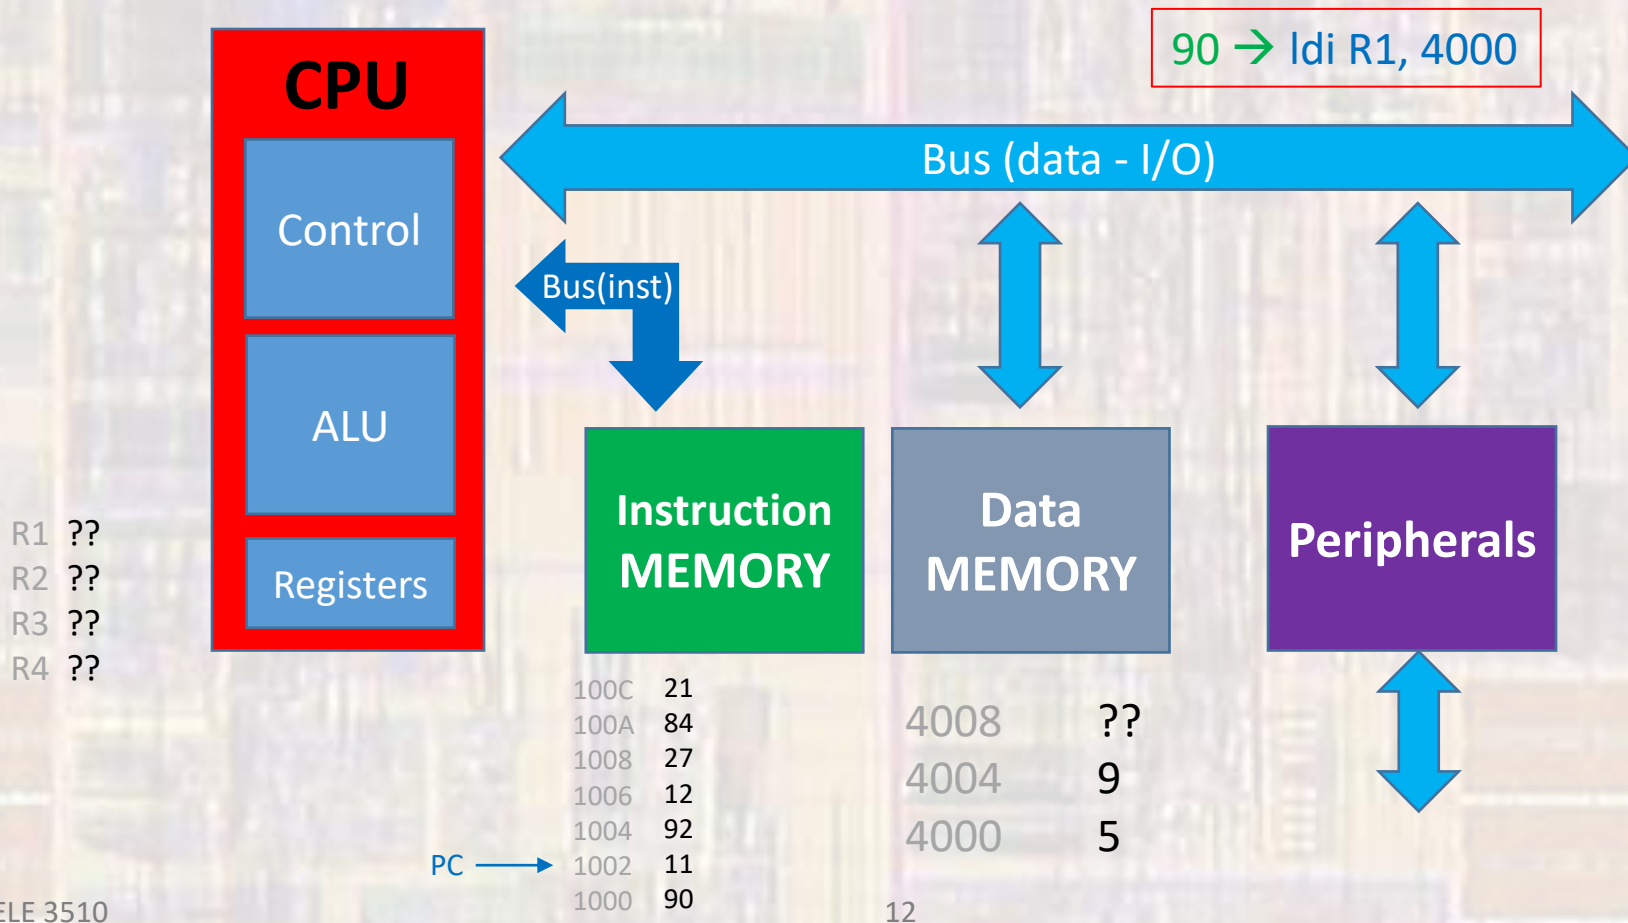 90 → ldi R1, 4000
CPU
Bus (data - I/O)
Control
Bus(inst)
ALU
Instruction
MEMORY
Data
MEMORY
Peripherals
Registers
R1 ??
R2 ??
R3 ??
R4 ??
100C 21
100A 84
1008 27
1006 12
1004 92
PC 1002 11
1000 90
4008 ??
4004 9
4000 5
ELE 3510
12